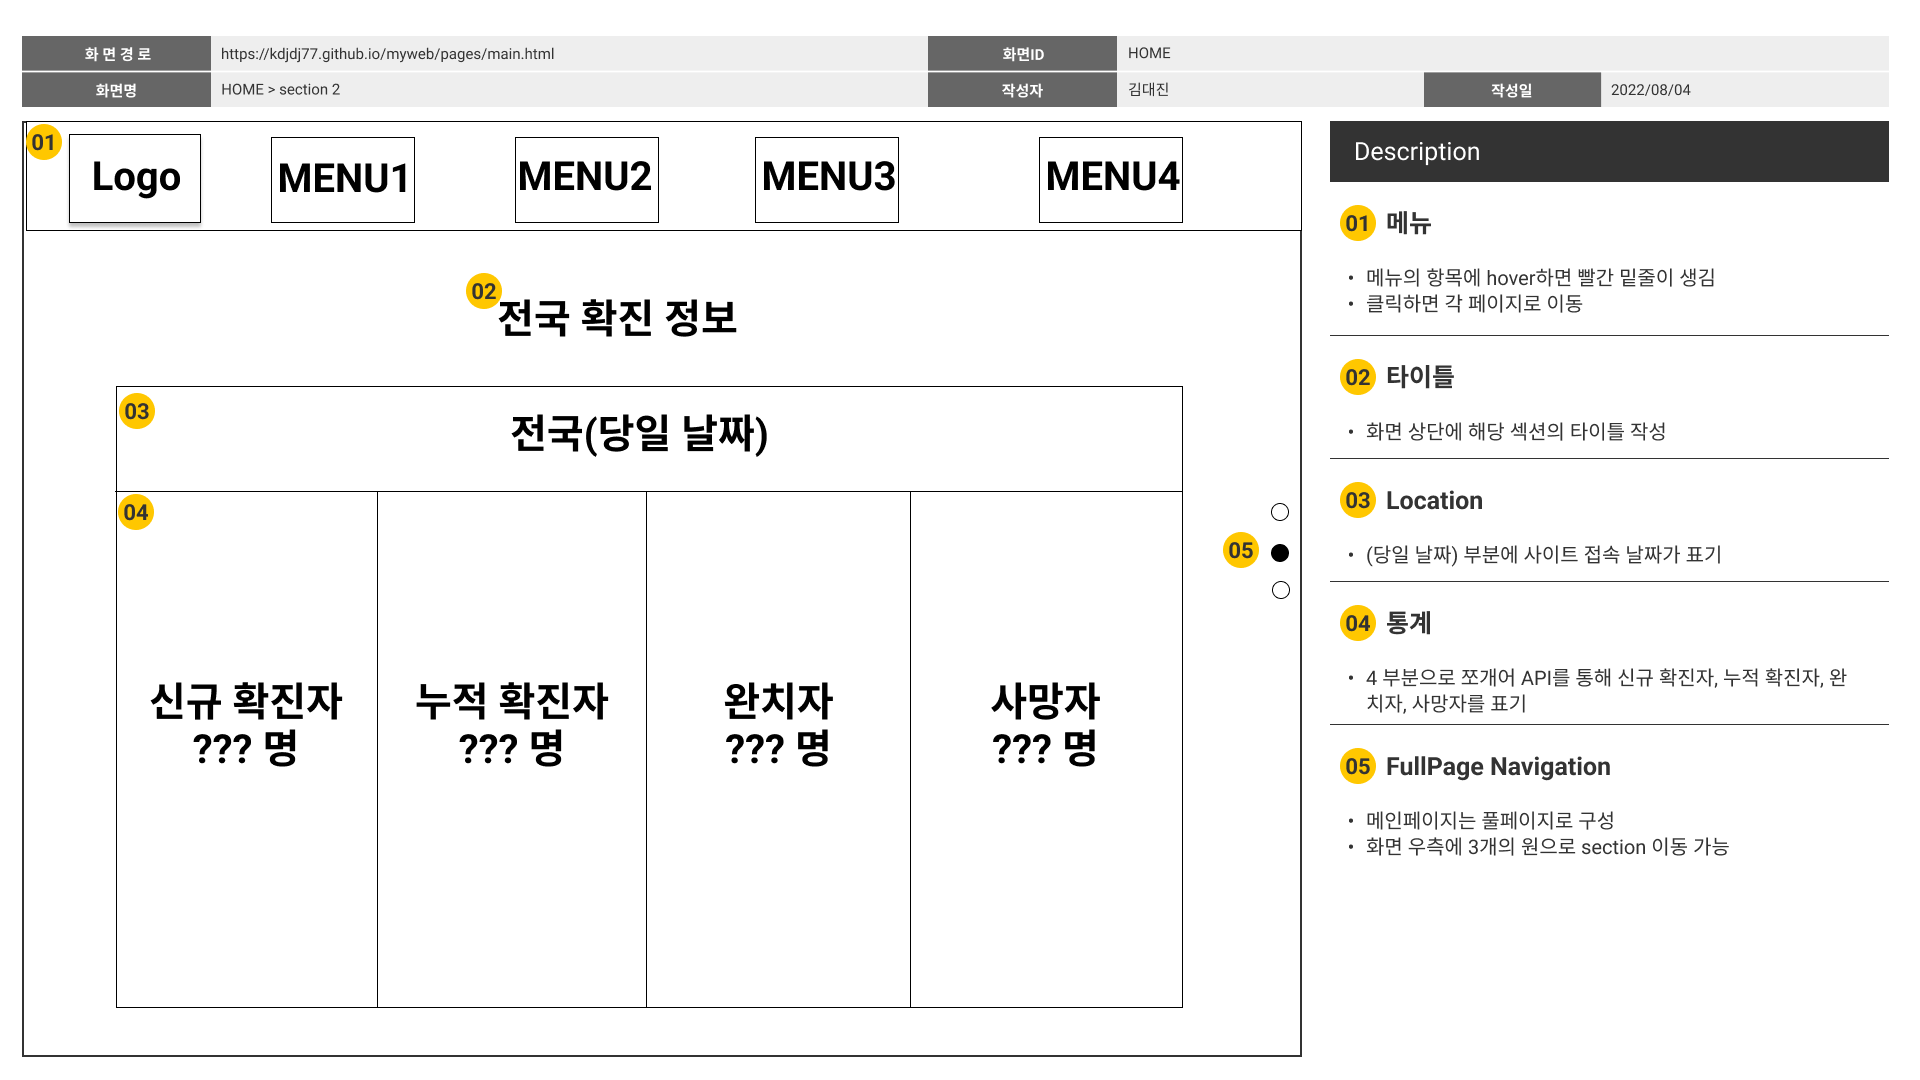 화 면 경 로
https://kdjdj77.github.io/myweb/pages/main.html
화면ID
HOME
화면명
HOME > section 2
작성자
김대진
작성일
2022/08/04
01
Logo
MENU1
MENU2
MENU3
MENU4
02
전국 확진 정보
03
전국(당일 날짜)
04
신규 확진자
??? 명
누적 확진자
??? 명
완치자
??? 명
사망자
??? 명
05
Description
01 메뉴
• 메뉴의 항목에 hover하면 빨간 밑줄이 생김
• 클릭하면 각 페이지로 이동
02 타이틀
• 화면 상단에 해당 섹션의 타이틀 작성
03 Location
• (당일 날짜) 부분에 사이트 접속 날짜가 표기
04 통계
• 4 부분으로 쪼개어 API를 통해 신규 확진자, 누적 확진자, 완
치자, 사망자를 표기
05 FullPage Navigation
• 메인페이지는 풀페이지로 구성
• 화면 우측에 3개의 원으로 section 이동 가능